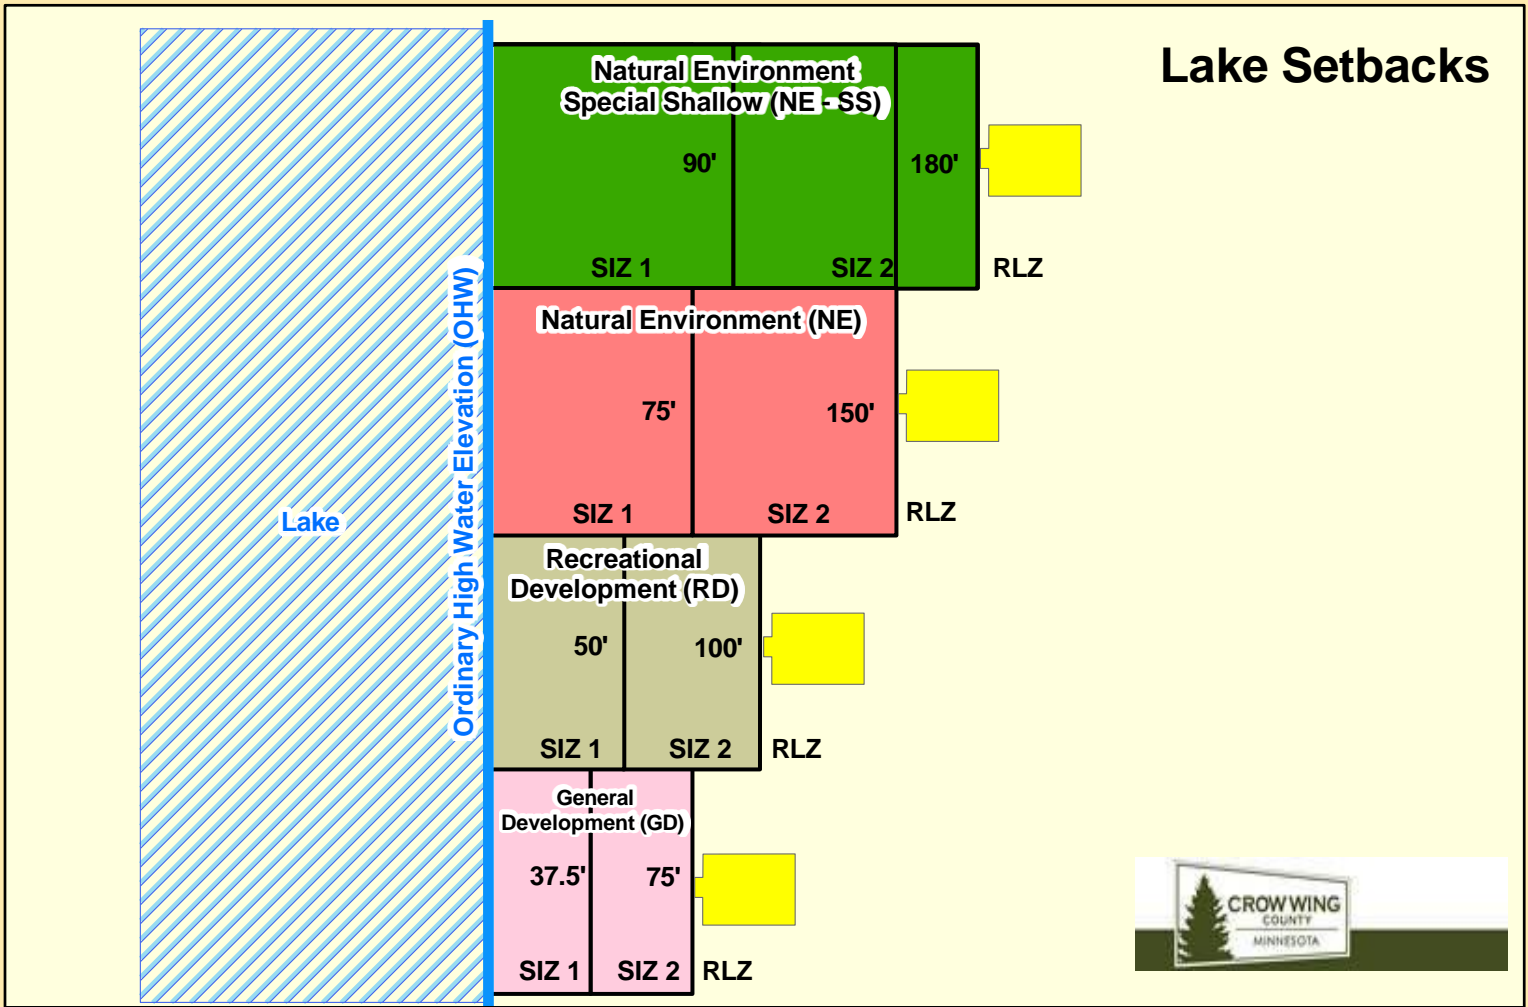 Lake Setbacks
Natural Environment
Special Shallow (NE - SS)
90'
180'
SIZ 1
SIZ 2
RLZ
Natural Environment (NE)
75'
150'
SIZ 1
SIZ 2
RLZ
Lake
Ordinary High Water Elevation (OHW)
Recreational
Development (RD)
50'
100'
SIZ 1
SIZ 2
RLZ
General
Development (GD)
37.5'
75'
SIZ 1
SIZ 2
RLZ
CROW WING
COUNTY
MINNESOTA